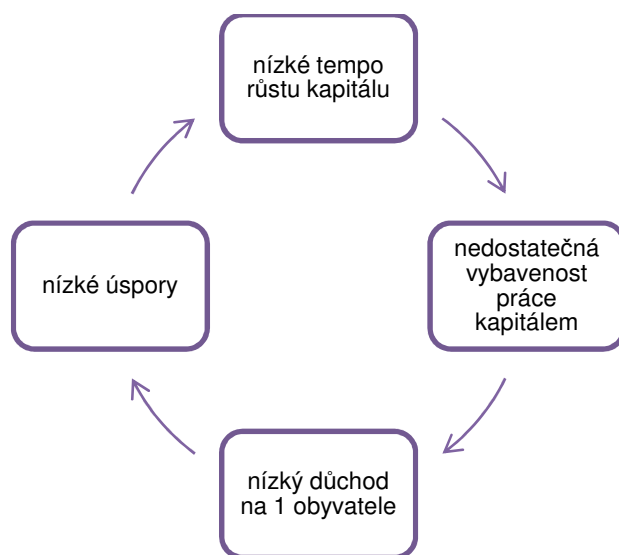 nízké tempo
růstu kapitálu
nedostatečná
vybavenost
práce
kapitálem
nízký důchod
na 1 obyvatele
nízké úspory